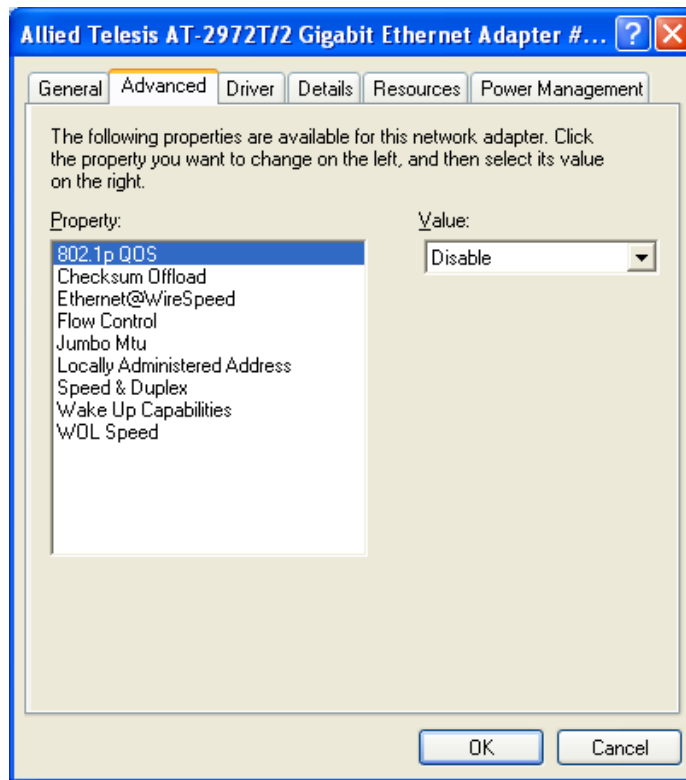 Allied Telesis AT-2972T/2 Gigabit Ethernet Adapter #...
General Advanced Driver Details Resources Power Management
The following properties are available for this network adapter. Click
the property you want to change on the left, and then select its value
on the right.
Property:
802.1p QOS
Checksum Offload
Ethernet@WireSpeed
Flow Control
Jumbo Mtu
Locally Administered Address
Speed & Duplex
Wake Up Capabilities
WOL Speed
Value:
Disable
OK Cancel